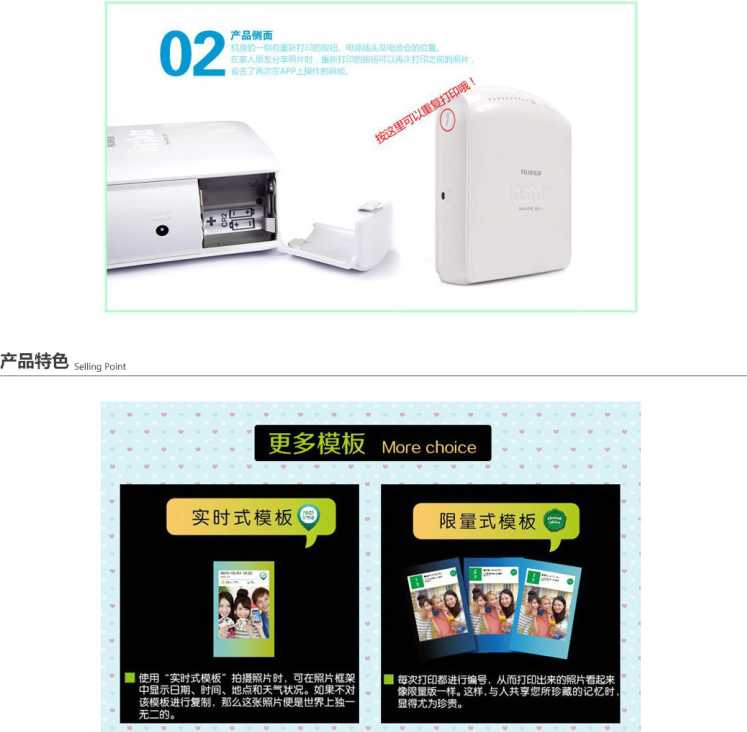 02
产品侧面
机身的一侧有重新打印的按钮、电源插头及电池仓的位置。
在家人朋友分享照片时，重新打印的按钮可以再次打印之前的照片，
省去了再次在APP上操作的麻烦。
按这里可以重复打印哦！
CR2
FUJIFILM
产品特色 Selling Point
更多模板 More choice
实时式模板
限量式模板
使用“实时式模板”拍摄照片时，可在照片框架
中显示日期、时间、地点和天气状况。如果不对
该模板进行复制，那么这张照片便是世界上独一
无二的。
每次打印都进行编号，从而打印出来的照片看起来
像限量版一样。这样，与人共享您所珍藏的记忆时，
显得尤为珍贵。